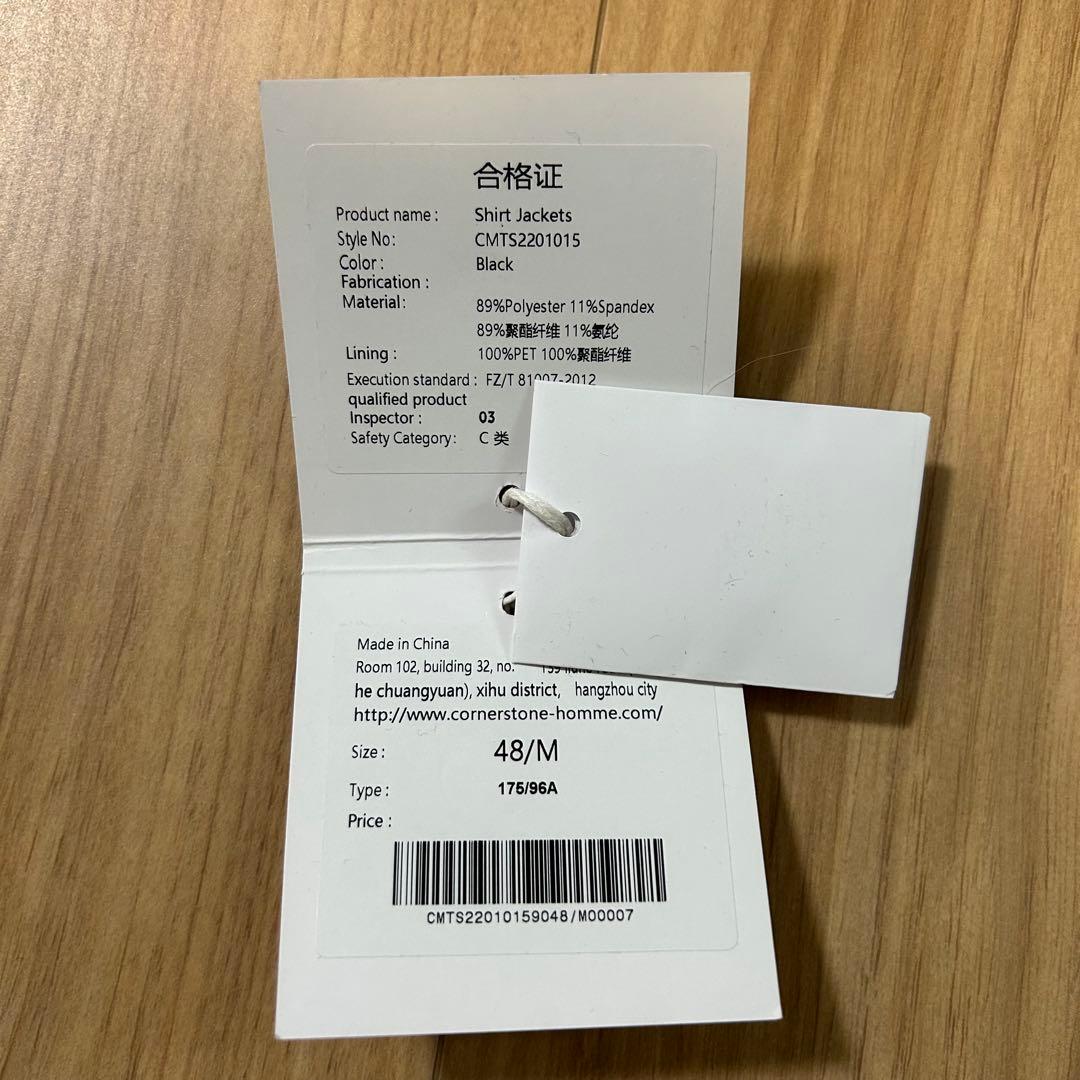 合格证
Product name : Shirt Jackets
Style No: CMTS2201015
Color : Black
Fabrication :
Material: 89%Polyester 11%Spandex
89%聚酯纤维 11%氨纶
Lining : 100%PET 100%聚酯纤维
Execution standard : FZ/T 81007-2012
qualified product
Inspector : 03
Safety Category: C 类
Made in China
Room 102, building 32, no.
he chuangyuan), xihu district, hangzhou city
http://www.cornerstone-homme.com/
Size : 48/M
Type : 175/96A
Price :
CMTS22010159048/M00007